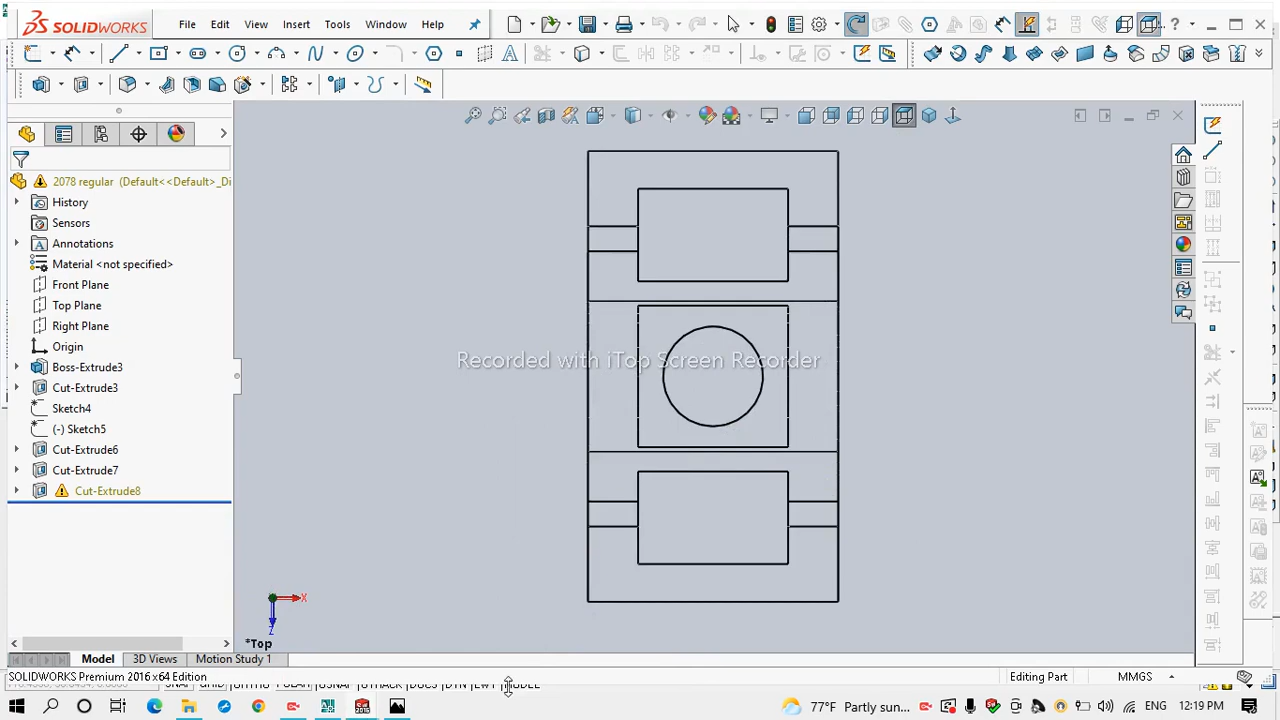 SOLIDWORKS File Edit View Insert Tools Window Help
2078 regular (Default<<Default>_Di
History
Sensors
Annotations
Material <not specified>
Front Plane
Top Plane
Right Plane
Origin
Boss-Extrude3
Cut-Extrude3
Sketch4
(-) Sketch5
Cut-Extrude6
Cut-Extrude7
Cut-Extrude8
Recorded with iTop Screen Recorder
X
Z
*Top
Model 3D Views Motion Study 1
SOLIDWORKS Premium 2016 x64 Edition Editing Part MMGS
77°F Partly sun... 12:19 PM